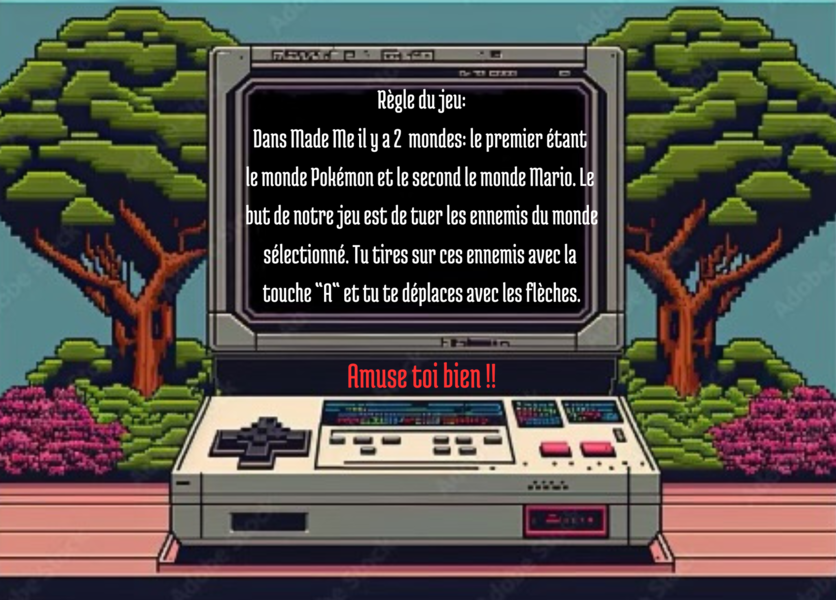 Règle du jeu:
Dans Made Me il y a 2 mondes: le premier étant
le monde Pokémon et le second le monde Mario. Le
but de notre jeu est de tuer les ennemis du monde
sélectionné. Tu tires sur ces ennemis avec la
touche "A" et tu te déplaces avec les flèches.
Amuse toi bien !!